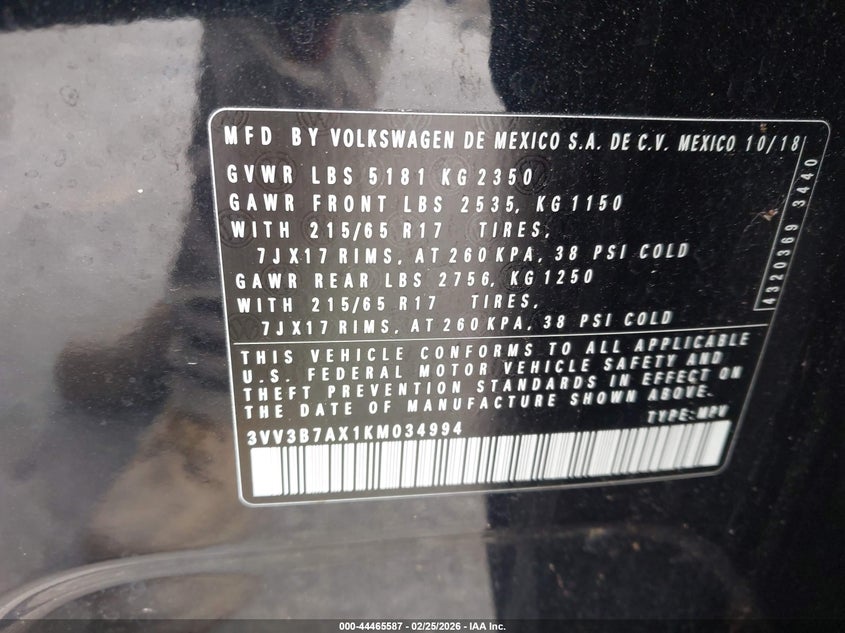 MFD BY VOLKSWAGEN DE MEXICO S.A. DE C.V. MEXICO 10/18
GVWR LBS 5181 KG 2350
GAWR FRONT LBS 2535, KG 1150
WITH 215/65 R17 TIRES,
7JX17 RIMS, AT 260 KPA, 38 PSI COLD
GAWR REAR LBS 2756, KG 1250
WITH 215/65 R17 TIRES,
7JX17 RIMS, AT 260 KPA, 38 PSI COLD
4320369 3440
THIS VEHICLE CONFORMS TO ALL APPLICABLE
U.S. FEDERAL MOTOR VEHICLE SAFETY AND
THEFT PREVENTION STANDARDS IN EFFECT ON
THE DATE OF MANUFACTURE SHOWN ABOVE.
TYPE: MPV
3VV3B7AX1KM034994
000-44465587 - 02/25/2026 - IAA Inc.